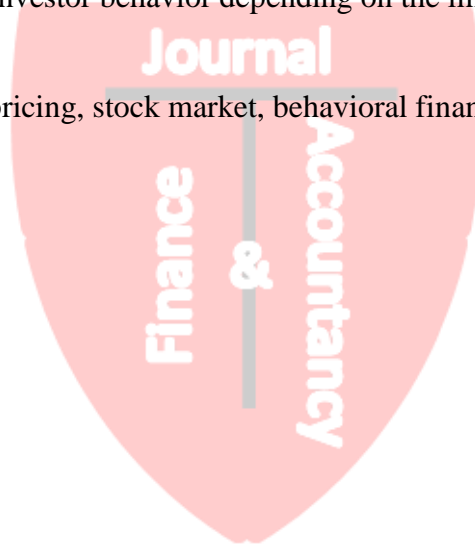 nvestor behavior depending on the
Journal
pricing, stock market, behavioral finan
Finance
&
Accountancy